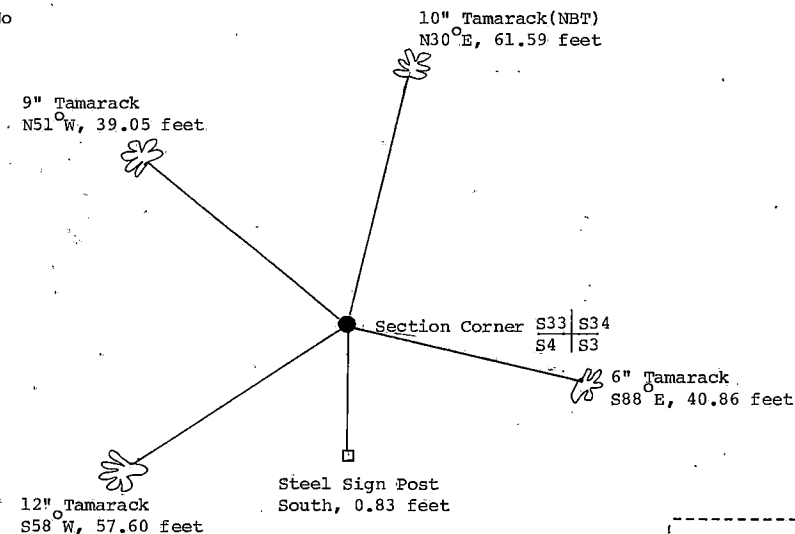 10" Tamarack(NBT)
N30°E, 61.59 feet
9" Tamarack
N51°W, 39.05 feet
Section Corner S33 S34
S4 S3
6" Tamarack
S88°E, 40.86 feet
Steel Sign Post
South, 0.83 feet
12" Tamarack
S58°W, 57.60 feet